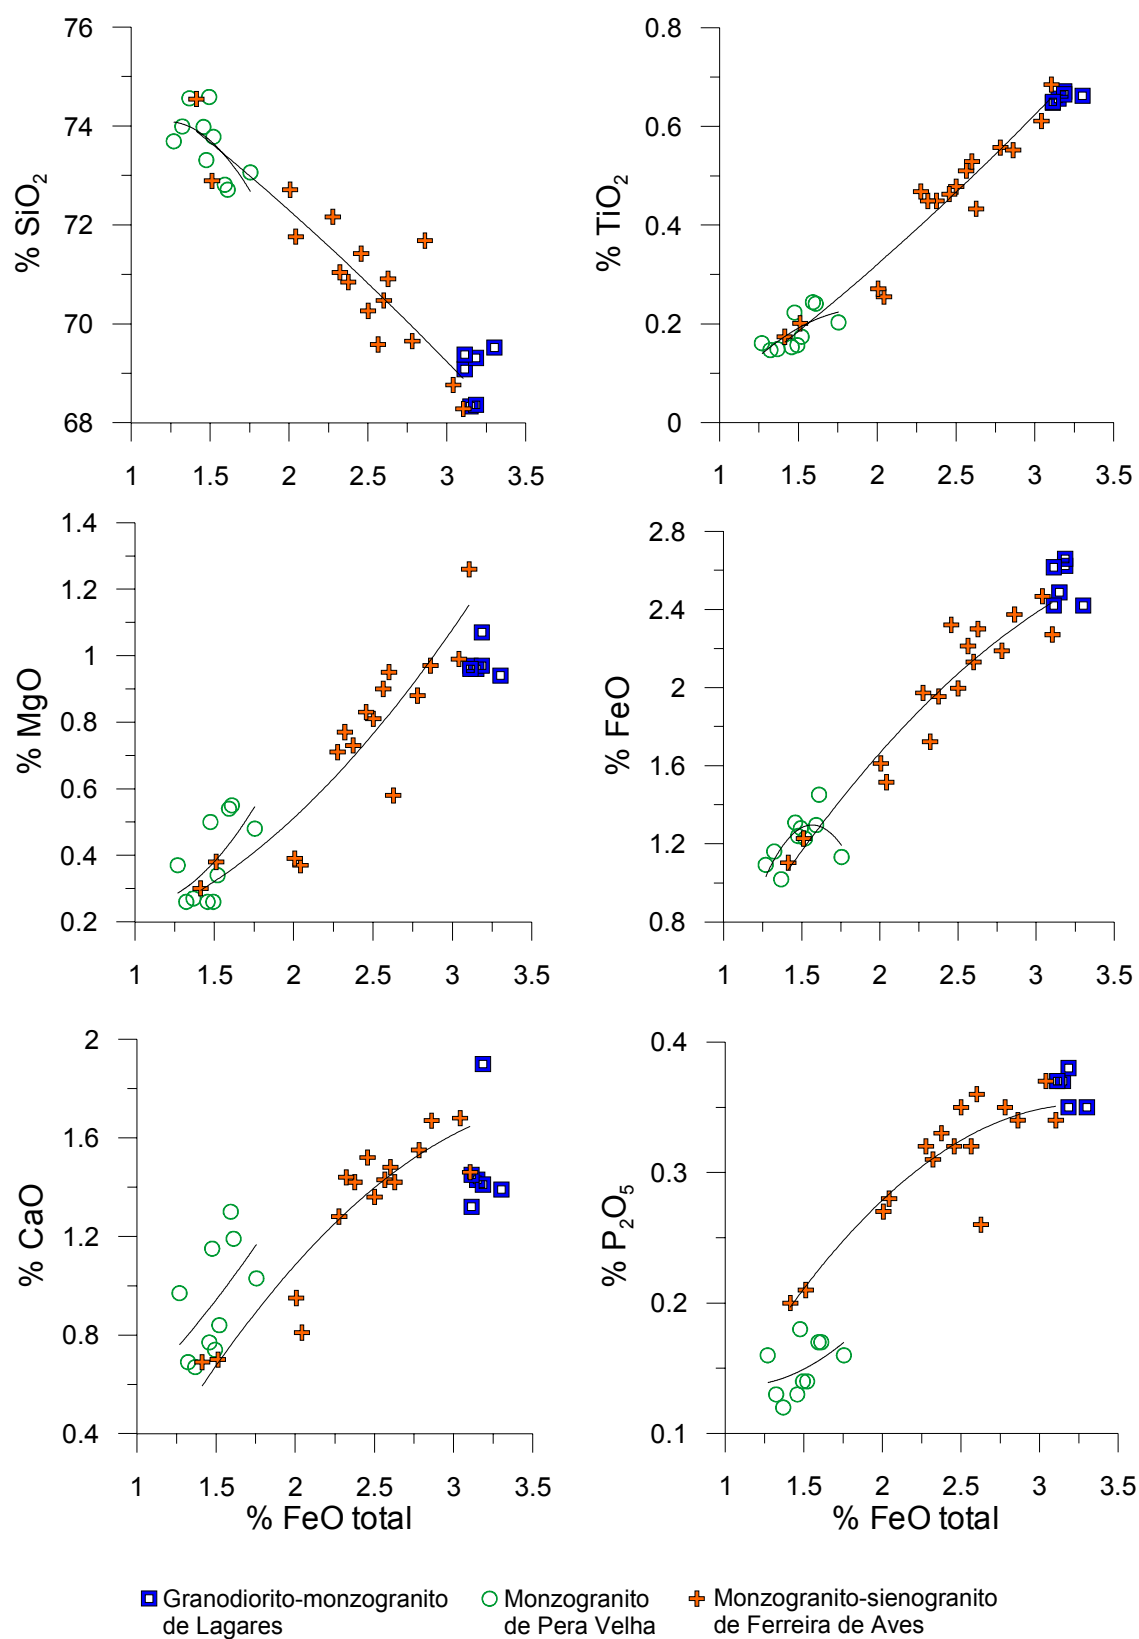 76
74
72
70
68
% SiO2
1 1.5 2 2.5 3 3.5
0.8
0.6
0.4
0.2
0
% TiO2
1 1.5 2 2.5 3 3.5
1.4
1.2
1
0.8
0.6
0.4
0.2
% MgO
1 1.5 2 2.5 3 3.5
2.8
2.4
2
1.6
1.2
0.8
% FeO
1 1.5 2 2.5 3 3.5
2
1.6
1.2
0.8
0.4
% CaO
1 1.5 2 2.5 3 3.5
% FeO total
0.4
0.3
0.2
0.1
% P2O5
1 1.5 2 2.5 3 3.5
% FeO total
Granodiorito-monzogranito
de Lagares
Monzogranito
de Pera Velha
Monzogranito-sienogranito
de Ferreira de Aves